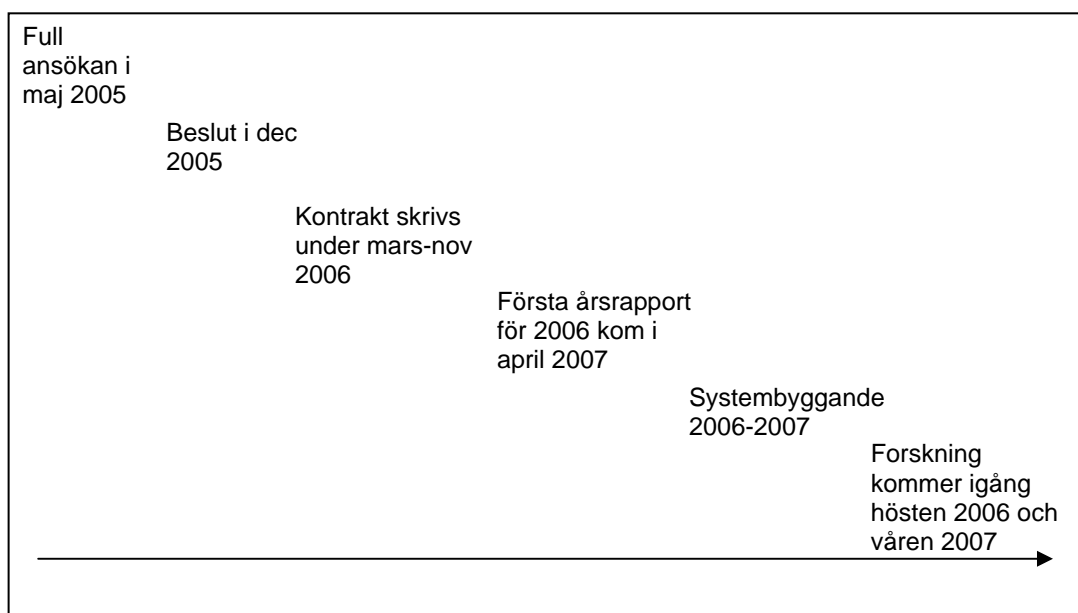 Full
ansökan i
maj 2005
Beslut i dec
2005
Kontrakt skrivs
under mars-nov
2006
Första årsrapport
för 2006 kom i
april 2007
Systembyggande
2006-2007
Forskning
kommer igång
hösten 2006 och
våren 2007